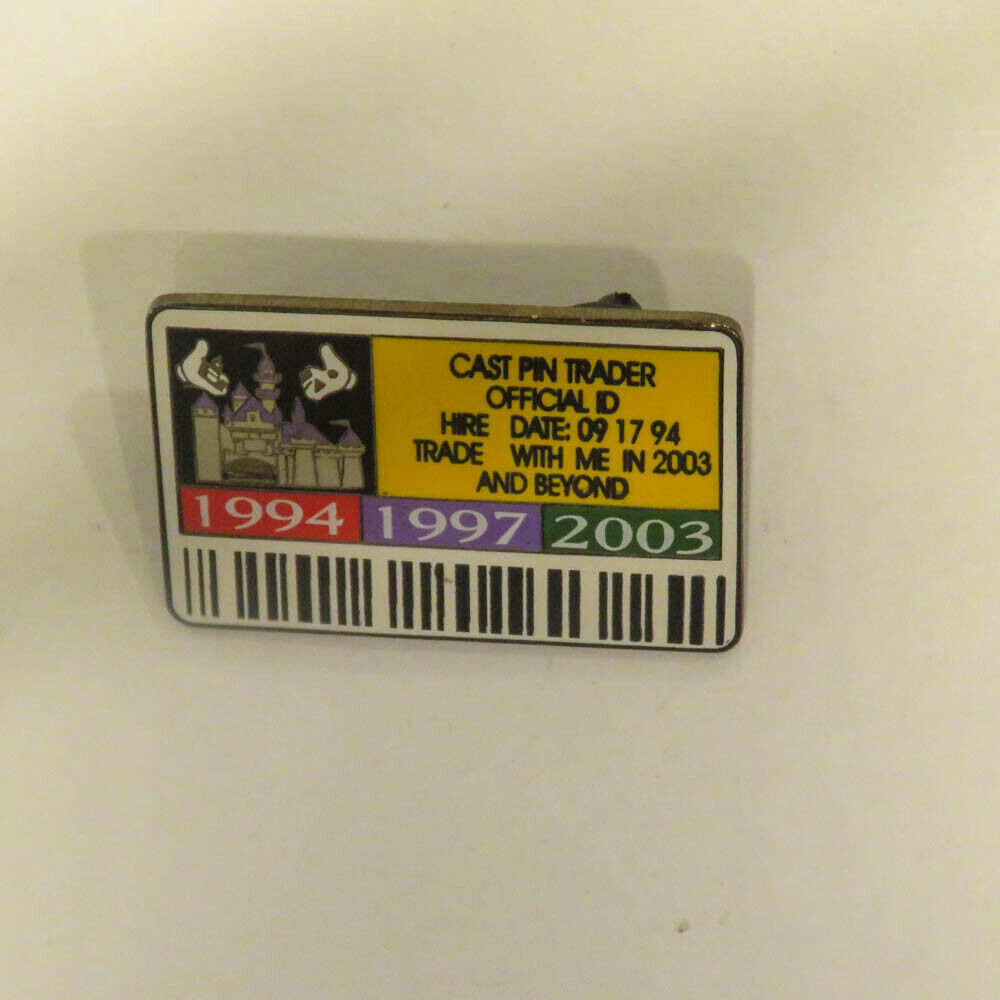 CAST PIN TRADER
OFFICIAL ID
HIRE DATE: 09 17 94
TRADE WITH ME IN 2003
AND BEYOND
1994 1997 2003